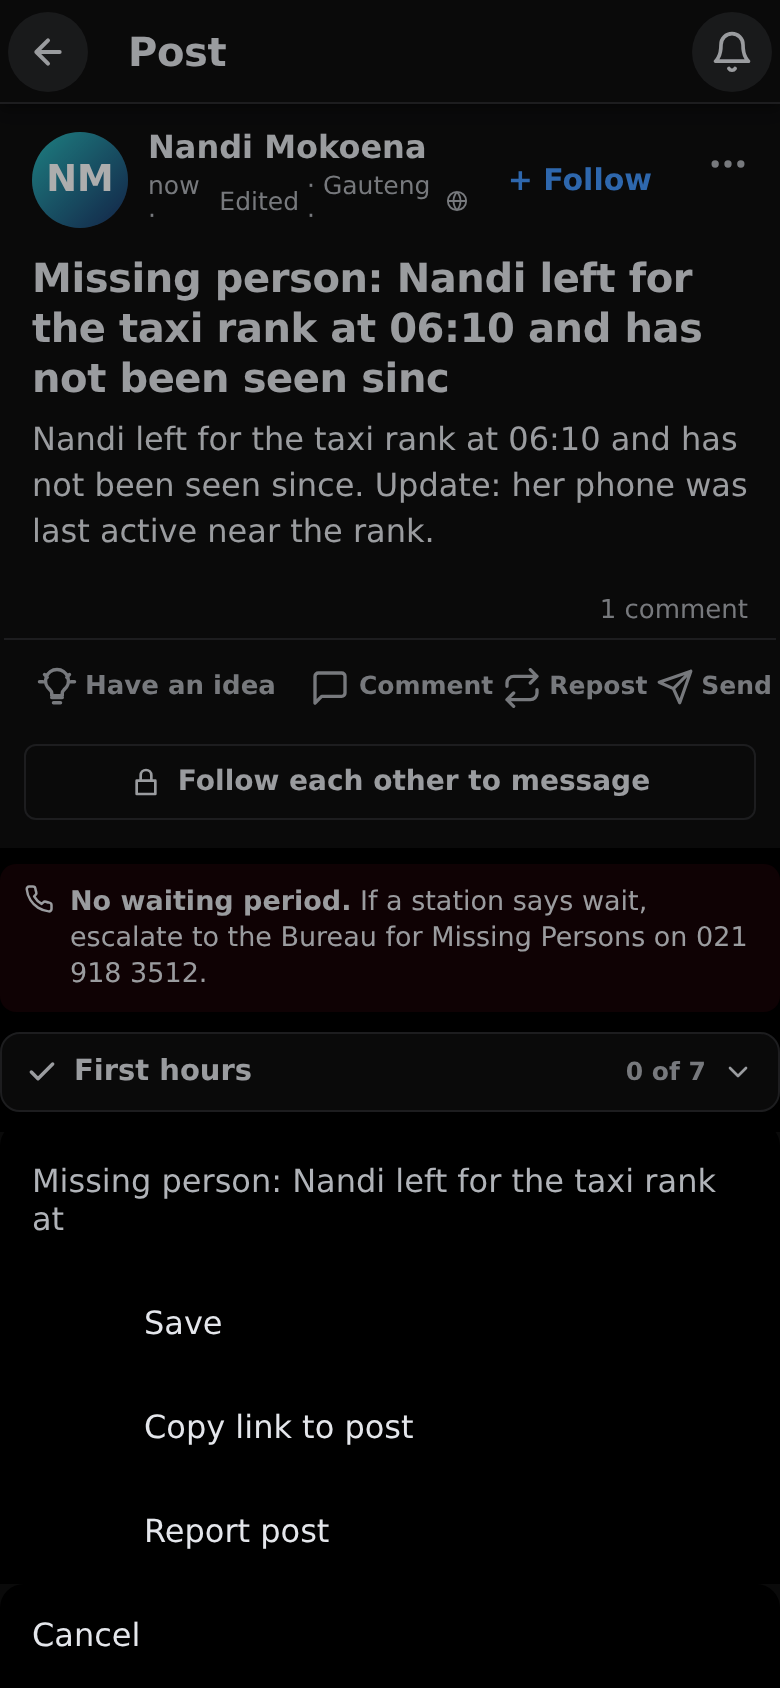 Post
NM
Nandi Mokoena
now · Edited · Gauteng ·
+ Follow
Missing person: Nandi left for
the taxi rank at 06:10 and has
not been seen sinc
Nandi left for the taxi rank at 06:10 and has
not been seen since. Update: her phone was
last active near the rank.
1 comment
Have an idea Comment Repost Send
Follow each other to message
No waiting period. If a station says wait,
escalate to the Bureau for Missing Persons on 021
918 3512.
First hours 0 of 7
Missing person: Nandi left for the taxi rank
at
Save
Copy link to post
Report post
Cancel